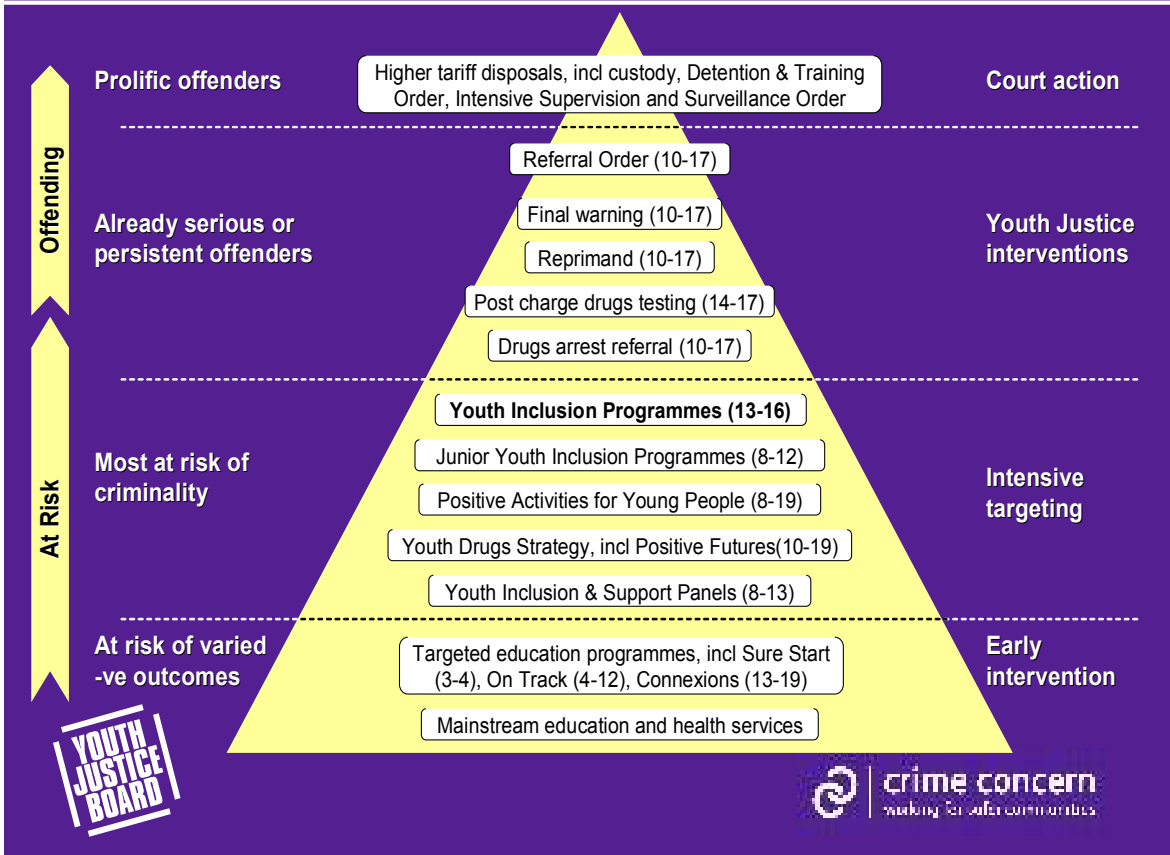 Prolific offenders
Higher tariff disposals, incl custody, Detention & Training
Order, Intensive Supervision and Surveillance Order
Court action
Offending
Already serious or
persistent offenders
Referral Order (10-17)
Final warning (10-17)
Reprimand (10-17)
Post charge drugs testing (14-17)
Drugs arrest referral (10-17)
Youth Justice
interventions
At Risk
Most at risk of
criminality
Youth Inclusion Programmes (13-16)
Junior Youth Inclusion Programmes (8-12)
Positive Activities for Young People (8-19)
Youth Drugs Strategy, incl Positive Futures(10-19)
Youth Inclusion & Support Panels (8-13)
Intensive
targeting
At risk of varied
-ve outcomes
Targeted education programmes, incl Sure Start
(3-4), On Track (4-12), Connexions (13-19)
Mainstream education and health services
Early
intervention
YOUTH
JUSTICE
BOARD
crime concern
working for safer communities